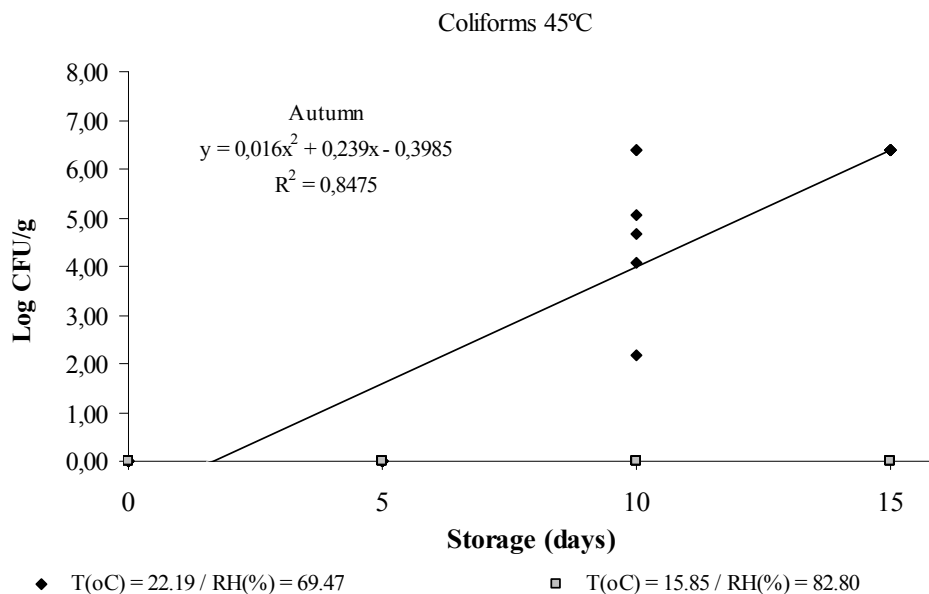 Coliforms 45ºC
8,00
7,00
6,00
5,00
4,00
3,00
2,00
1,00
0,00
Log CFU/g
Autumn
y = 0,016x² + 0,239x - 0,3985
R² = 0,8475
0 5 10 15
Storage (days)
T(oC) = 22.19 / RH(%) = 69.47 T(oC) = 15.85 / RH(%) = 82.80